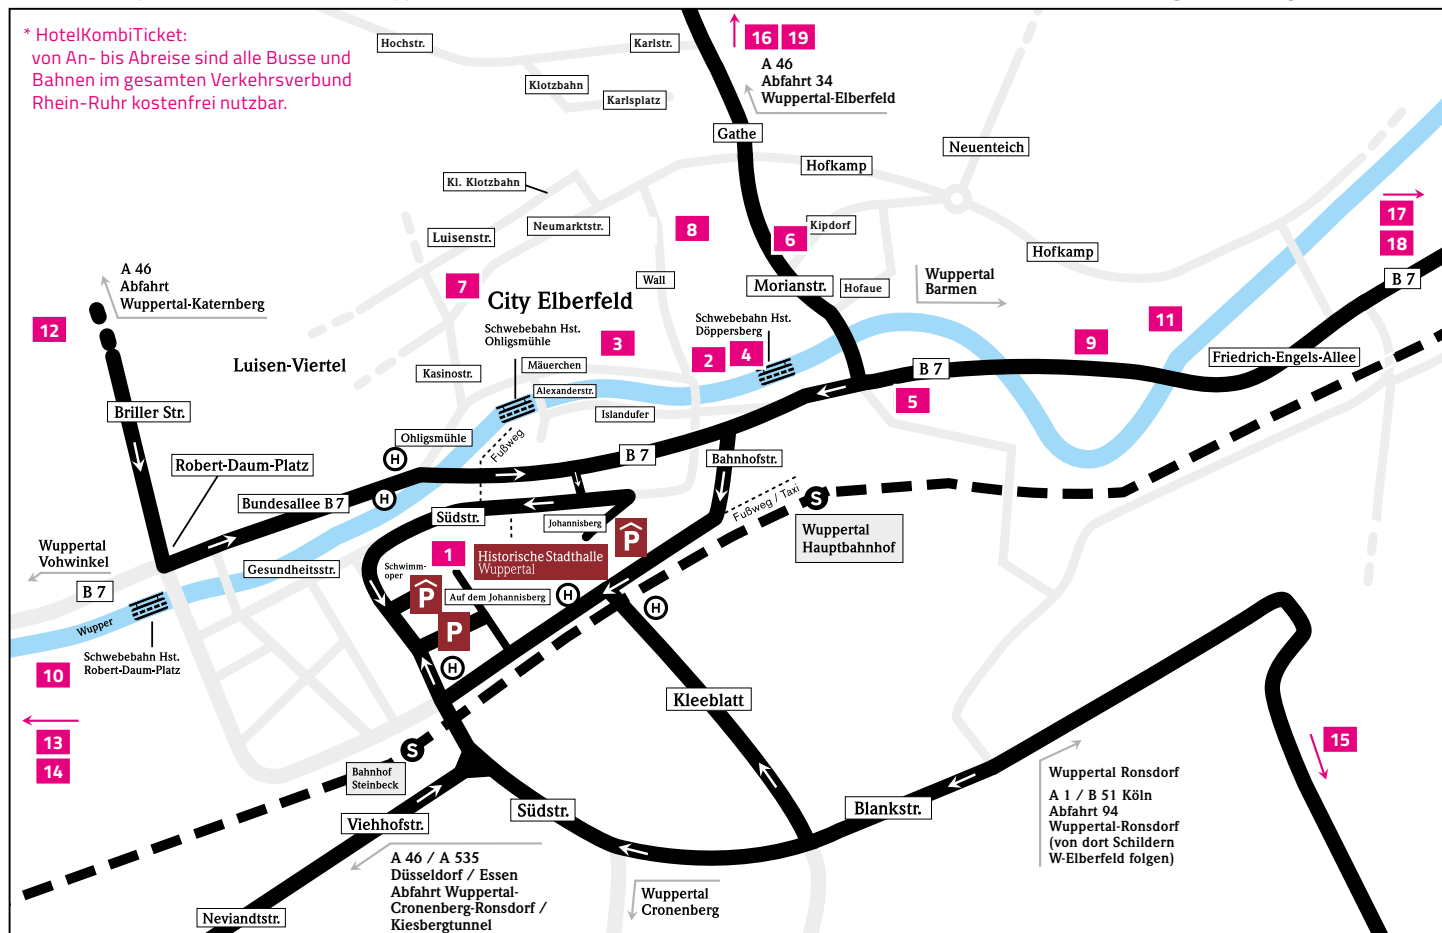 * HotelKombiTicket:
von An- bis Abreise sind alle Busse und
Bahnen im gesamten Verkehrsverbund
Rhein-Ruhr kostenfrei nutzbar.
Hochstr.
Karlstr.
Klotzbahn
Karlsplatz
16 19
A 46
Abfahrt 34
Wuppertal-Elberfeld
Gathe
Hofkamp
Neuenteich
Kl. Klotzbahn
Neumarktstr.
Luisenstr.
8
6
Kipdorf
17
18
B 7
Hofkamp
Wall
7
City Elberfeld
Morianstr.
Hofaue
Wuppertal
Barmen
A 46
Abfahrt
Wuppertal-Katernberg
12
Luisen-Viertel
Schwebebahn Hst.
Ohligsmühle
3
Schwebebahn Hst.
Döppersberg
2
4
11
9
Friedrich-Engels-Allee
Kasinostr.
Mäuerchen
Alexanderstr.
Islandufer
B 7
5
Briller Str.
Ohligsmühle
Fußweg
B 7
Bahnhofstr.
Robert-Daum-Platz
H
H
Bundesallee B 7
Südstr.
Johannisberg
Fußweg / Taxi
S
Wuppertal
Hauptbahnhof
Wuppertal
Vohwinkel
B 7
Gesundheitsstr.
Schwimm-
oper
1
Historische Stadthalle
Wuppertal
P
P
Auf dem Johannisberg
H
H
P
H
Wupper
Schwebebahn Hst.
Robert-Daum-Platz
10
13
14
Kleeblatt
S
Bahnhof
Steinbeck
15
Viehhofstr.
Südstr.
Blankstr.
Wuppertal Ronsdorf
A 1 / B 51 Köln
Abfahrt 94
Wuppertal-Ronsdorf
(von dort Schildern
W-Elberfeld folgen)
A 46 / A 535
Düsseldorf / Essen
Abfahrt Wuppertal-
Cronenberg-Ronsdorf /
Kiesbergtunnel
Wuppertal
Cronenberg
Neviandtstr.